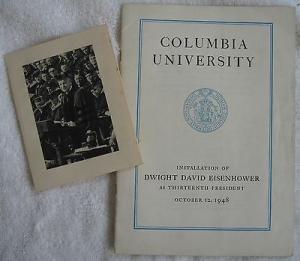 COLUMBIA
UNIVERSITY
INSTALLATION OF
DWIGHT DAVID EISENHOWER
AS THIRTEENTH PRESIDENT
OCTOBER 12, 1948